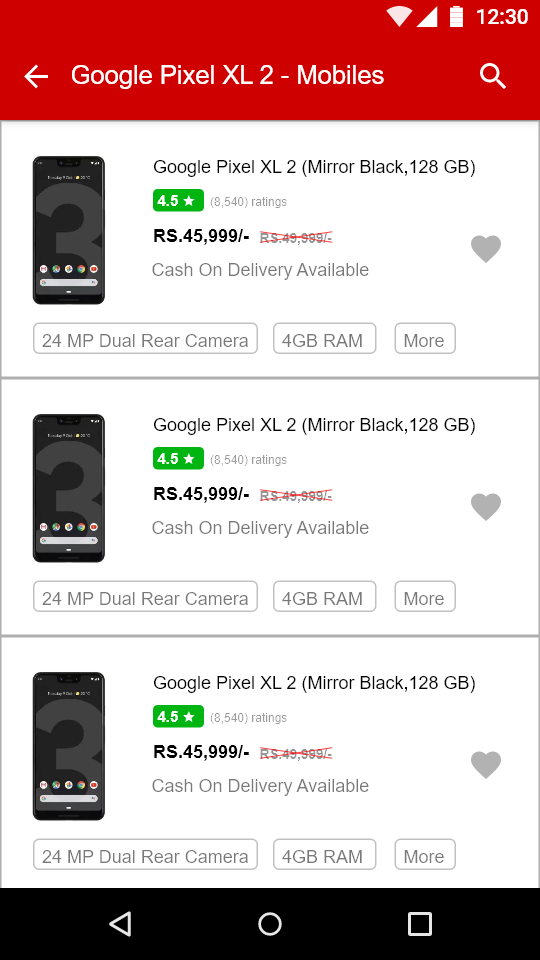 12:30
Google Pixel XL 2 - Mobiles
Google Pixel XL 2 (Mirror Black,128 GB)
4.5 ★ (8,540) ratings
RS.45,999/- RS.49,999/-
Cash On Delivery Available
24 MP Dual Rear Camera 4GB RAM More
Google Pixel XL 2 (Mirror Black,128 GB)
4.5 ★ (8,540) ratings
RS.45,999/- RS.49,999/-
Cash On Delivery Available
24 MP Dual Rear Camera 4GB RAM More
Google Pixel XL 2 (Mirror Black,128 GB)
4.5 ★ (8,540) ratings
RS.45,999/- RS.49,999/-
Cash On Delivery Available
24 MP Dual Rear Camera 4GB RAM More